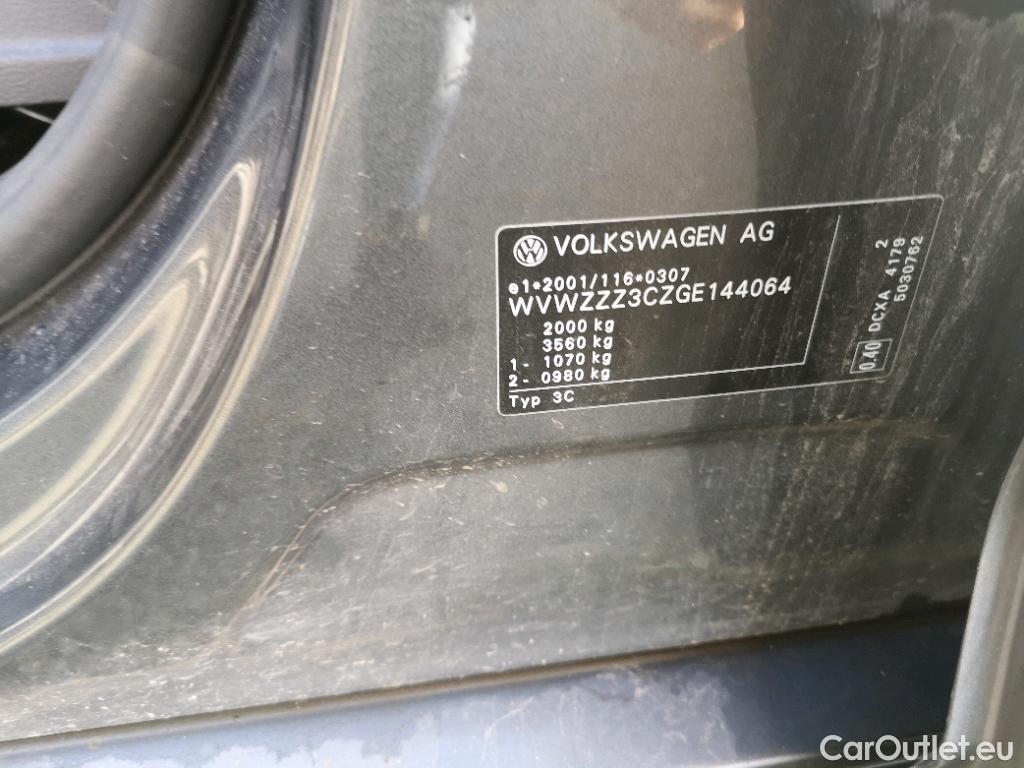 VOLKSWAGEN AG
e1*2001/116*0307
WVWZZZ3CZGE144064
2000 kg
3560 kg
1- 1070 kg
2- 0980 kg
Typ 3C
0.40 DCXA 4179 2
5030762
CarOutlet.eu